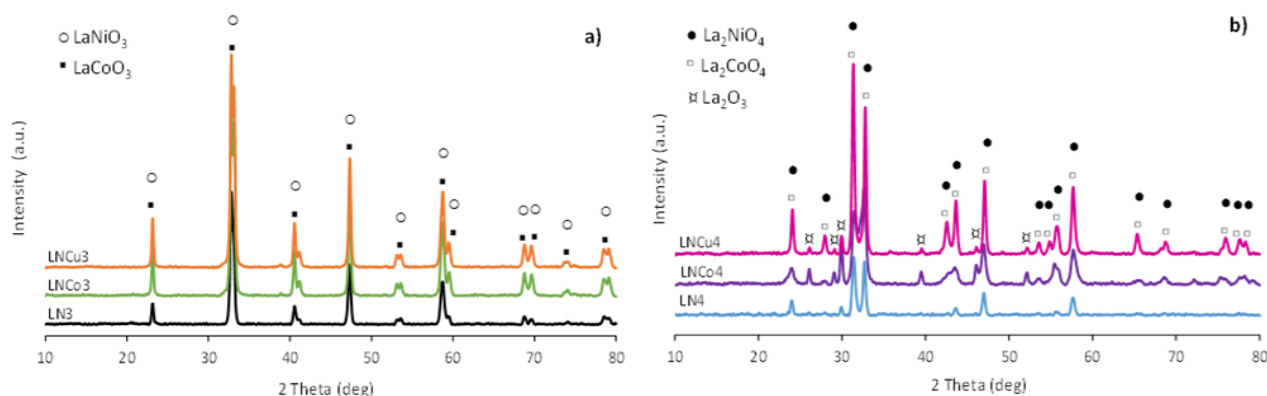 ○ LaNiO₃
▪ LaCoO₃
a)
Intensity (a.u.)
LNCu3
LNCo3
LN3
10 20 30 40 50 60 70 80
2 Theta (deg)
● La₂NiO₄
□ La₂CoO₄
¤ La₂O₃
b)
Intensity (a.u.)
LNCu4
LNCo4
LN4
10 20 30 40 50 60 70 80
2 Theta (deg)